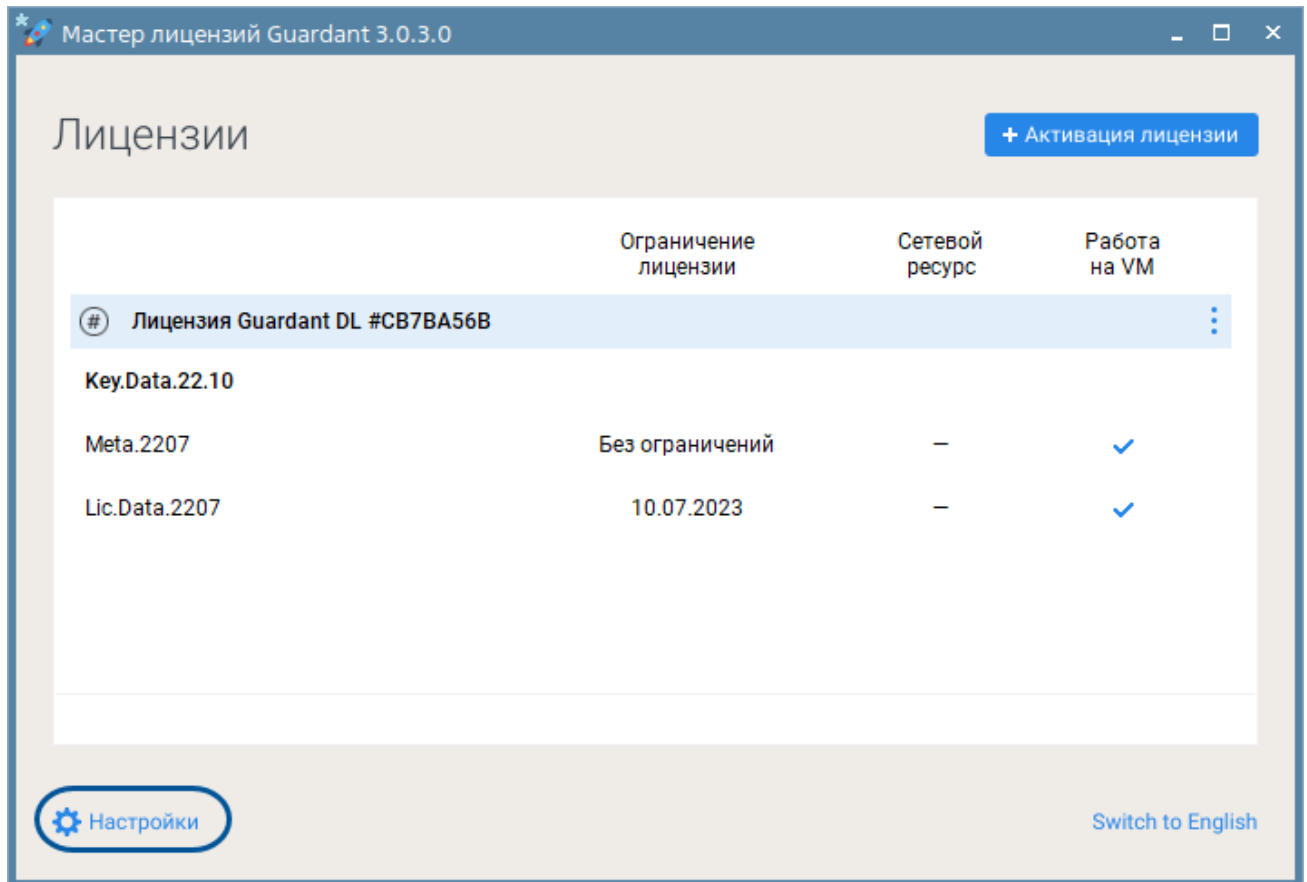 Мастер лицензий Guardant 3.0.3.0
Лицензии
+ Активация лицензии
Ограничение лицензии
Сетевой ресурс
Работа на VM
# Лицензия Guardant DL #CB7BA56B
Key.Data.22.10
Meta.2207 Без ограничений –
Lic.Data.2207 10.07.2023 –
Настройки
Switch to English